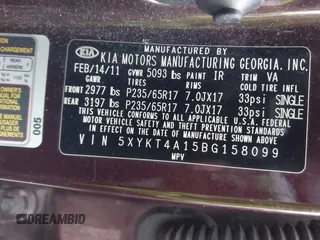 MANUFACTURED BY
KIA KIA MOTORS MANUFACTURING GEORGIA, INC.
FEB/14/11 GVWR 5093 lbs PAINT IR TRIM VA
GAWR TIRES RIMS COLD TIRE INFL
FRONT 2977 lbs P235/65R17 7.0JX17 33psi SINGLE
REAR 3197 lbs P235/65R17 7.0JX17 33psi SINGLE
THIS VEHICLE CONFORMS TO ALL APPLICABLE
U.S. FEDERAL MOTOR VEHICLE SAFETY
STANDARDS IN EFFECT ON THE DATE OF
MANUFACTURE SHOWN ABOVE.
VIN 5XYKT4A15BG158099
MPV
005
DREAMBID